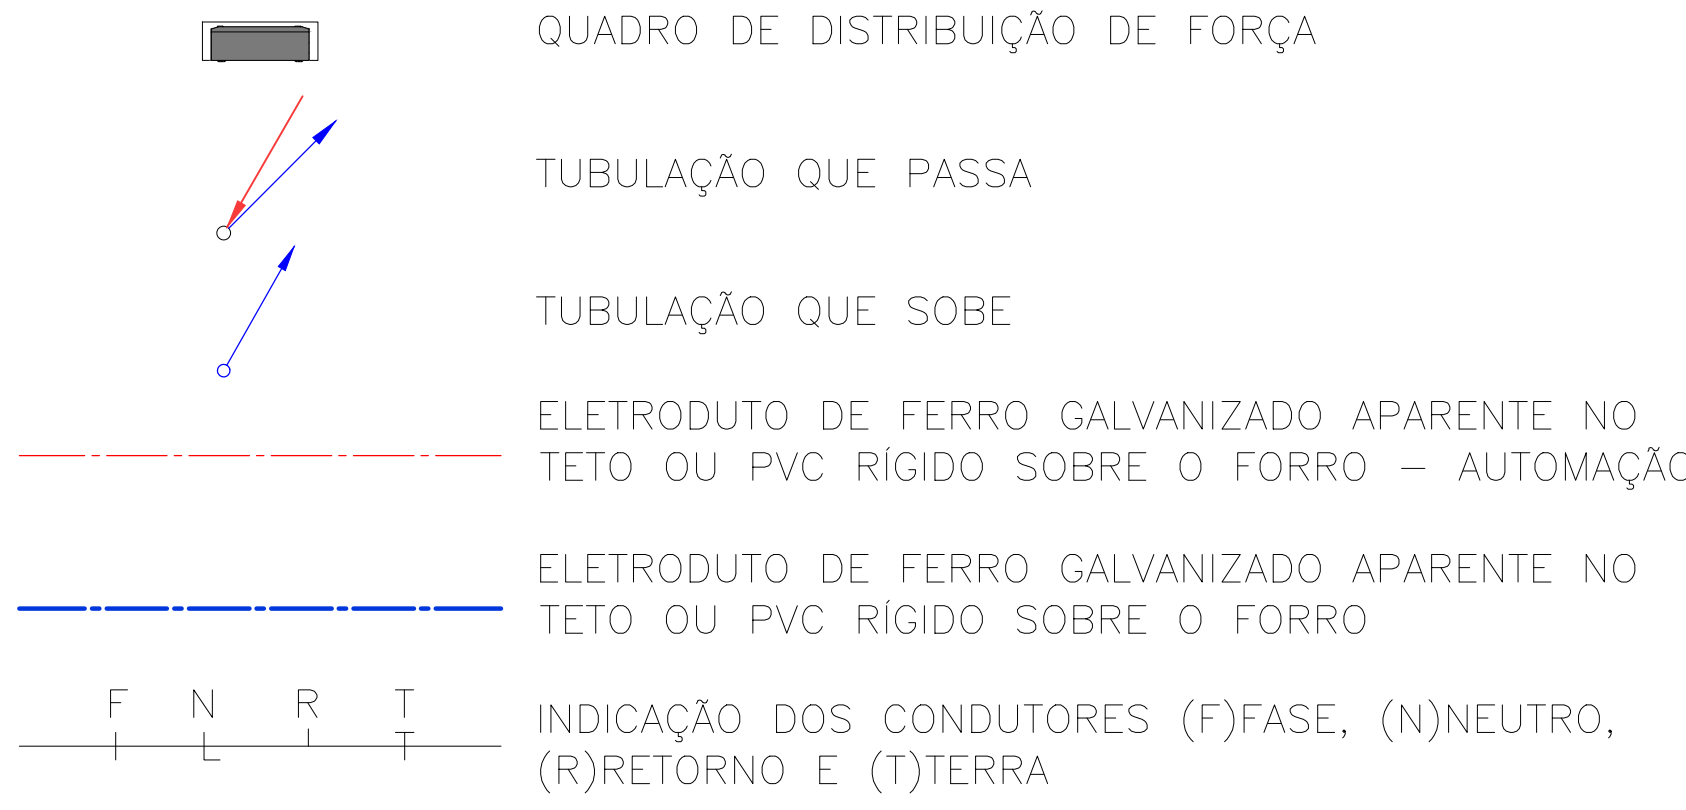 QUADRO DE DISTRIBUIÇÃO DE FORÇA
TUBULAÇÃO QUE PASSA
TUBULAÇÃO QUE SOBE
ELETRODUTO DE FERRO GALVANIZADO APARENTE NO
TETO OU PVC RÍGIDO SOBRE O FORRO – AUTOMAÇÃO
ELETRODUTO DE FERRO GALVANIZADO APARENTE NO
TETO OU PVC RÍGIDO SOBRE O FORRO
F N R T
INDICAÇÃO DOS CONDUTORES (F)FASE, (N)NEUTRO,
(R)RETORNO E (T)TERRA